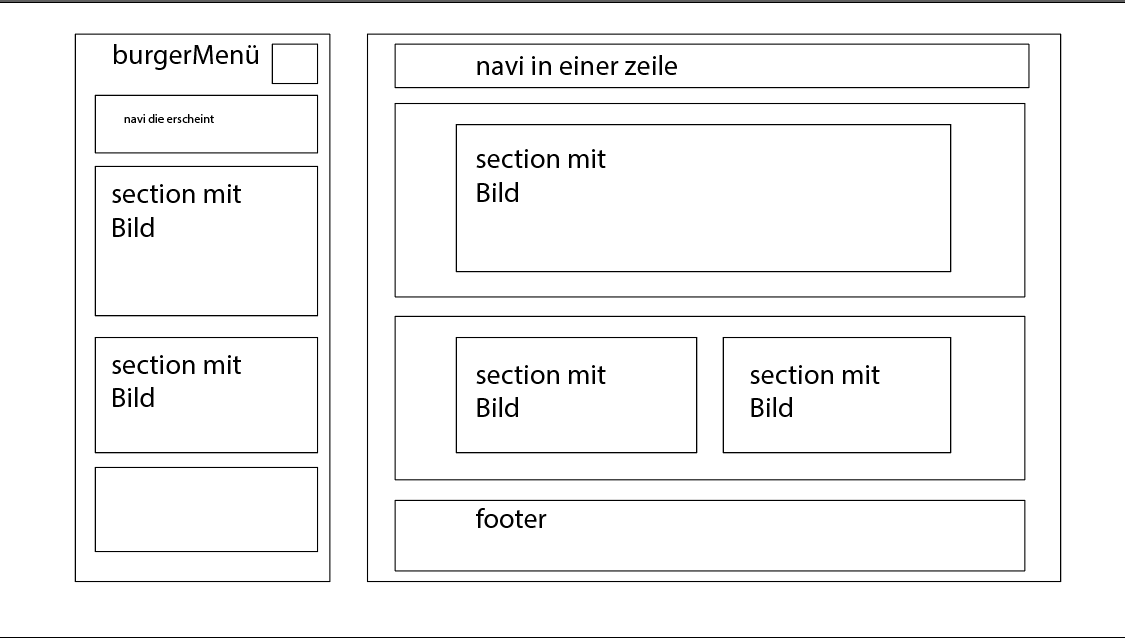 burgerMenü
navi die erscheint
section mit
Bild
section mit
Bild
navi in einer zeile
section mit
Bild
section mit
Bild
section mit
Bild
footer